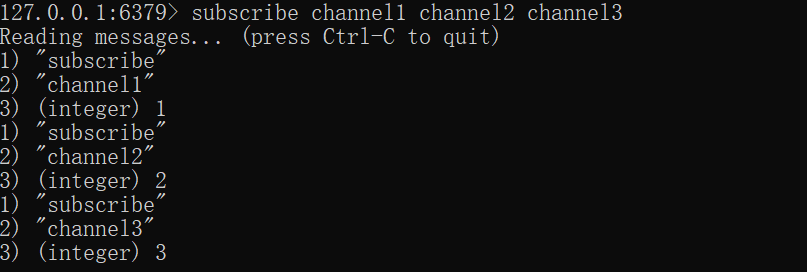 127.0.0.1:6379> subscribe channel1 channel2 channel3
Reading messages... (press Ctrl-C to quit)
1) "subscribe"
2) "channel1"
3) (integer) 1
1) "subscribe"
2) "channel2"
3) (integer) 2
1) "subscribe"
2) "channel3"
3) (integer) 3